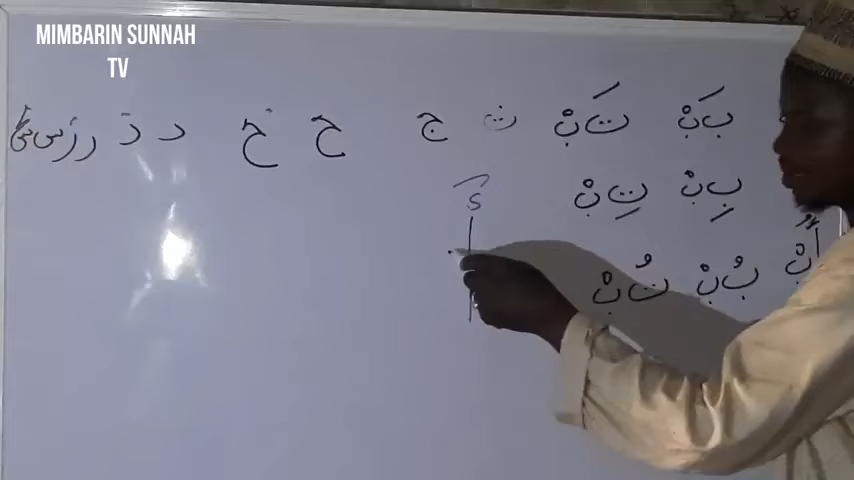 MIMBARIN SUNNAH
TV
بَبْ تَبْ ث ج ح خ د ذ ر ز س ش
بِبْ تِبْ
بُبْ تُبْ